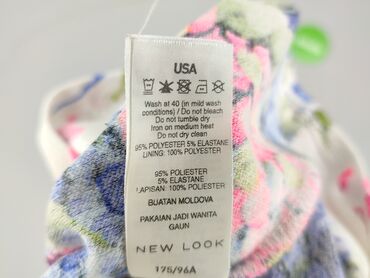 USA
Wash at 40 (in mild wash
conditions) / Do not bleach
Do not tumble dry
Iron on medium heat
Do not dry clean
95% POLYESTER 5% ELASTANE
LINING: 100% POLYESTER
95% POLIESTER
5% ELASTANE
LAPISAN: 100% POLIESTER
BUATAN MOLDOVA
PAKAIAN JADI WANITA
GAUN
NEW LOOK
175/96A